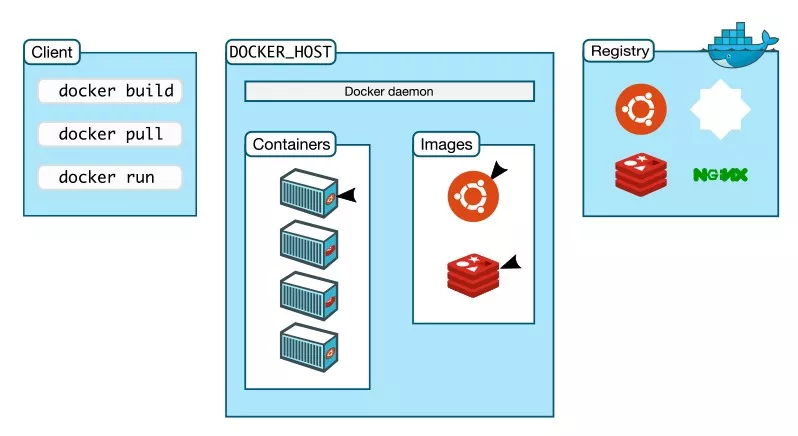 Client
docker build
docker pull
docker run
DOCKER_HOST
Docker daemon
Containers
Images
Registry
NGINX